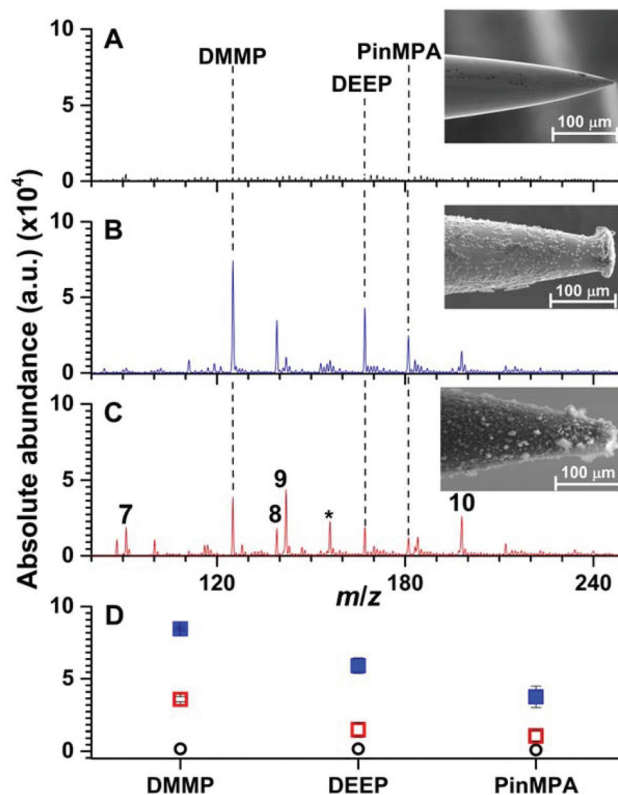 Absolute abundance (a.u.) (x10⁴)
A
DMMP
DEEP
PinMPA
10
5
0
100 µm
B
10
5
0
100 µm
C
10
5
0
7
8
9
*
10
100 µm
120
180
240
m/z
D
10
5
0
DMMP
DEEP
PinMPA